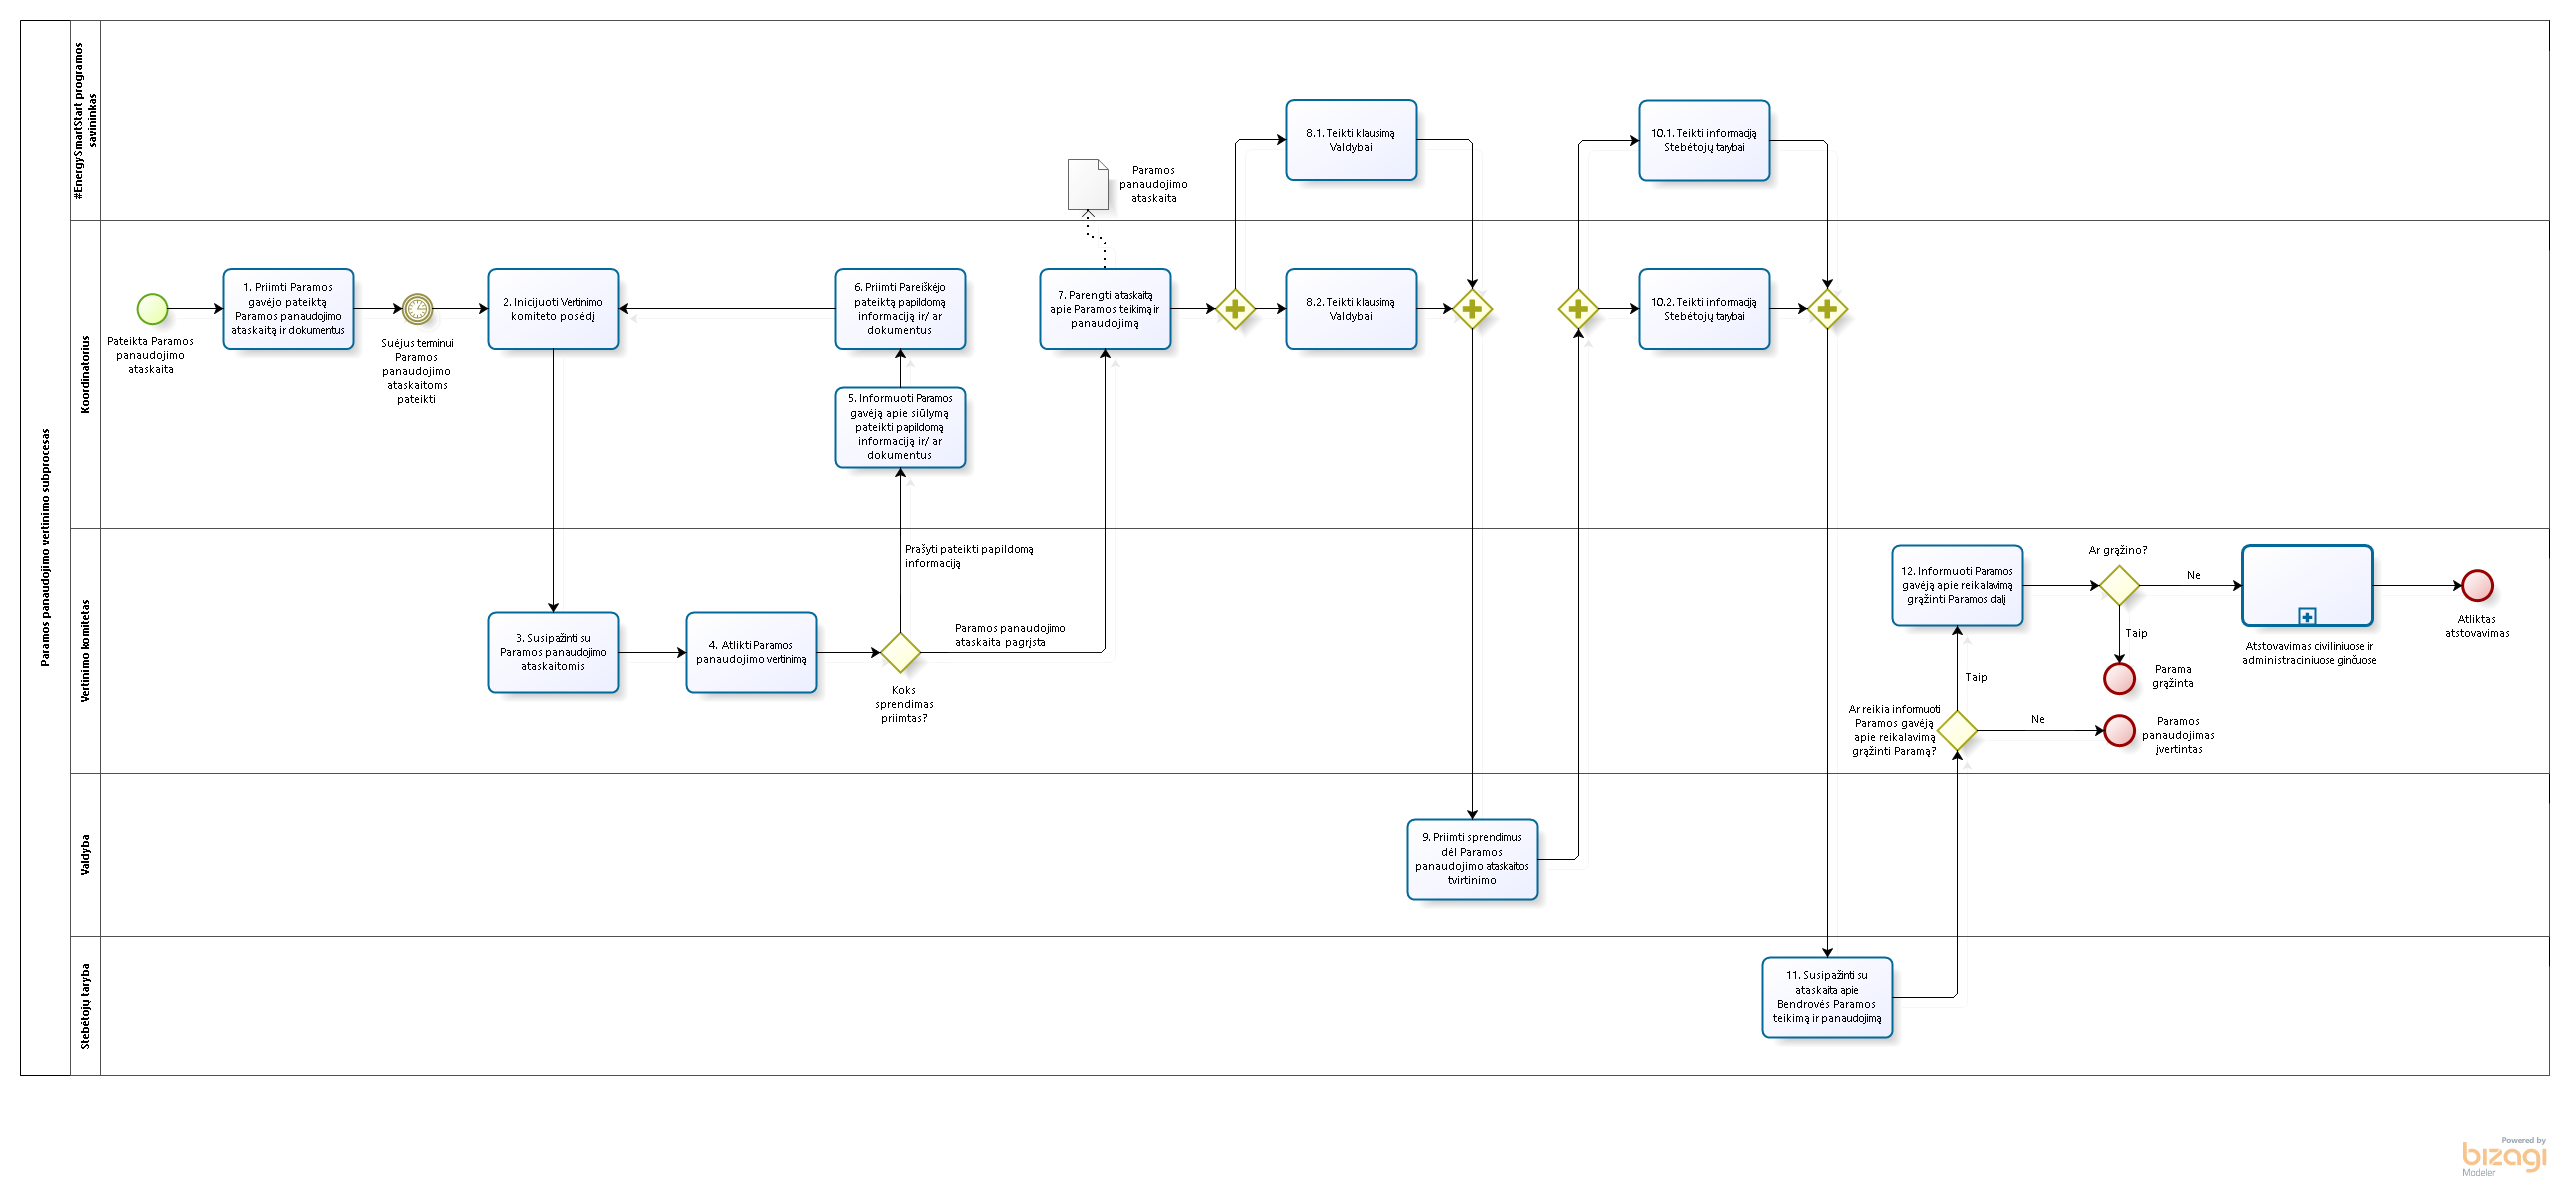 Paramos panaudojimo vertinimo subprocesas
#EnergySmartStart programos
savininkas
8.1. Teikti klausimą
Valdybai
10.1. Teikti informaciją
Stebėtojų tarybai
Paramos
panaudojimo
ataskaita
Koordinatorius
Pateikta Paramos
panaudojimo
ataskaita
1. Priimti Paramos
gavėjo pateiktą
Paramos panaudojimo
ataskaitą ir dokumentus
Suėjus terminui
Paramos
panaudojimo
ataskaitoms
pateikti
2. Inicijuoti Vertinimo
komiteto posėdį
6. Priimti Pareiškėjo
pateiktą papildomą
informaciją ir/ ar
dokumentus
5. Informuoti Paramos
gavėją apie siūlymą
pateikti papildomą
informaciją ir/ ar
dokumentus
7. Parengti ataskaitą
apie Paramos teikimą ir
panaudojimą
8.2. Teikti klausimą
Valdybai
10.2. Teikti informaciją
Stebėtojų tarybai
Vertinimo komitetas
3. Susipažinti su
Paramos panaudojimo
ataskaitomis
4. Atlikti Paramos
panaudojimo vertinimą
Koks
sprendimas
priimtas?
Prašyti pateikti papildomą
informaciją
Paramos panaudojimo
ataskaita pagrįsta
12. Informuoti Paramos
gavėją apie reikalavimą
grąžinti Paramos dalį
Ar grąžino?
Ne
Taip
Atstovavimas civiliniuose ir
administraciniuose ginčuose
Atliktas
atstovavimas
Parama
grąžinta
Taip
Ar reikia informuoti
Paramos gavėją
apie reikalavimą
grąžinti Paramą?
Ne
Paramos
panaudojimas
įvertintas
Valdyba
9. Priimti sprendimus
dėl Paramos
panaudojimo ataskaitos
tvirtinimo
Stebėtojų taryba
11. Susipažinti su
ataskaita apie
Bendrovės Paramos
teikimą ir panaudojimą
Powered by
bizagi
Modeler